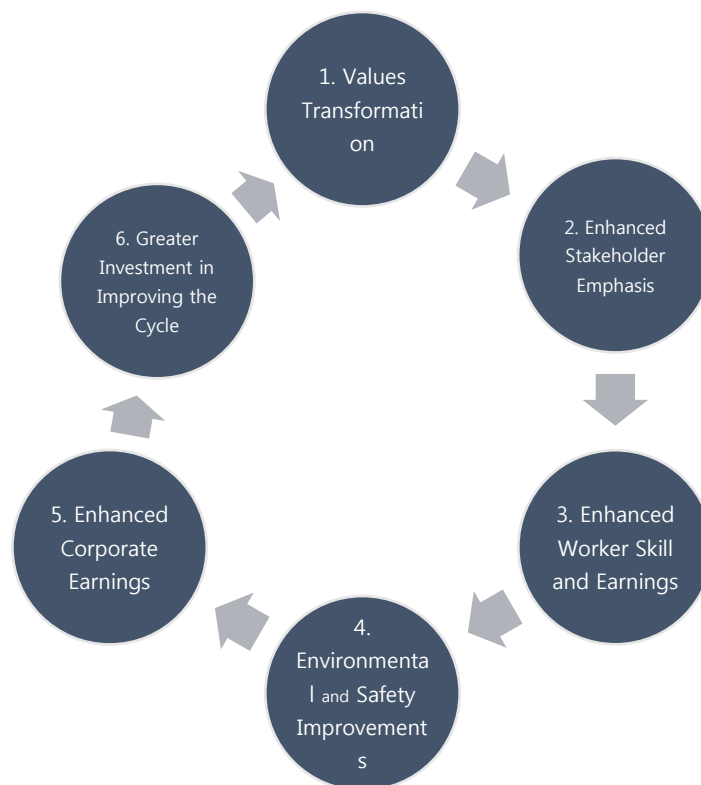 1. Values
Transformati
on
2. Enhanced
Stakeholder
Emphasis
3. Enhanced
Worker Skill
and Earnings
4.
Environmenta
l and Safety
Improvement
s
5. Enhanced
Corporate
Earnings
6. Greater
Investment in
Improving the
Cycle